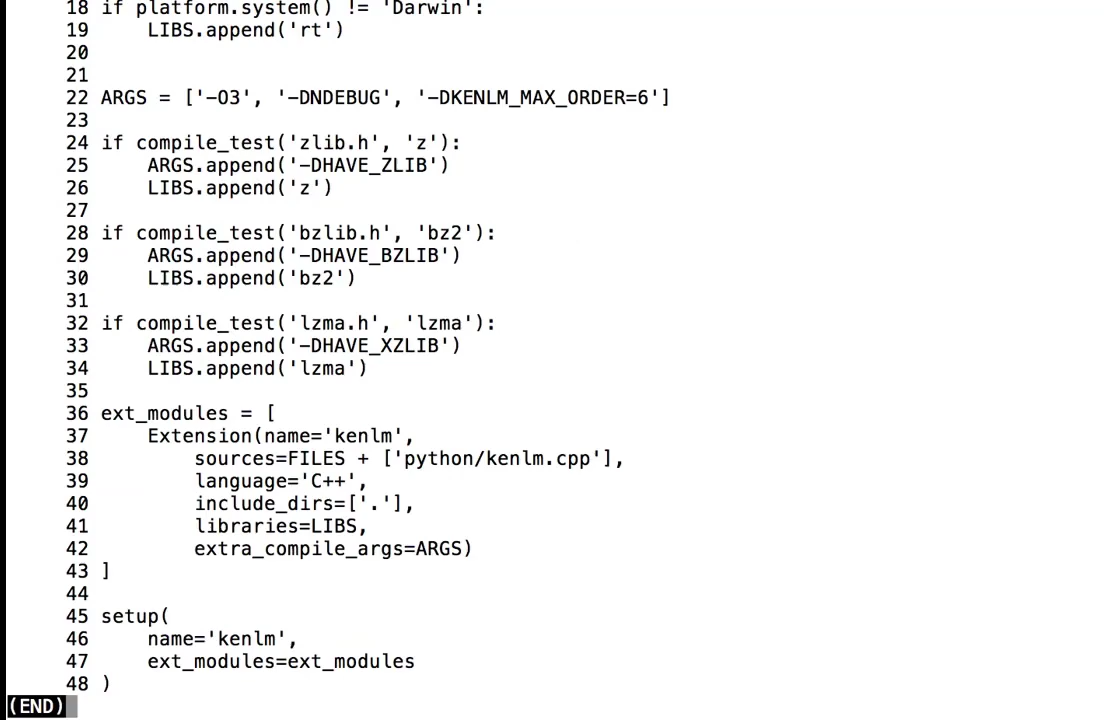 18 if platform.system() != 'Darwin':
19     LIBS.append('rt')
20
21
22 ARGS = ['-O3', '-DNDEBUG', '-DKENLM_MAX_ORDER=6']
23
24 if compile_test('zlib.h', 'z'):
25     ARGS.append('-DHAVE_ZLIB')
26     LIBS.append('z')
27
28 if compile_test('bzlib.h', 'bz2'):
29     ARGS.append('-DHAVE_BZLIB')
30     LIBS.append('bz2')
31
32 if compile_test('lzma.h', 'lzma'):
33     ARGS.append('-DHAVE_XZLIB')
34     LIBS.append('lzma')
35
36 ext_modules = [
37     Extension(name='kenlm',
38         sources=FILES + ['python/kenlm.cpp'],
39         language='C++',
40         include_dirs=['.'],
41         libraries=LIBS,
42         extra_compile_args=ARGS)
43 ]
44
45 setup(
46     name='kenlm',
47     ext_modules=ext_modules
48 )
(END)